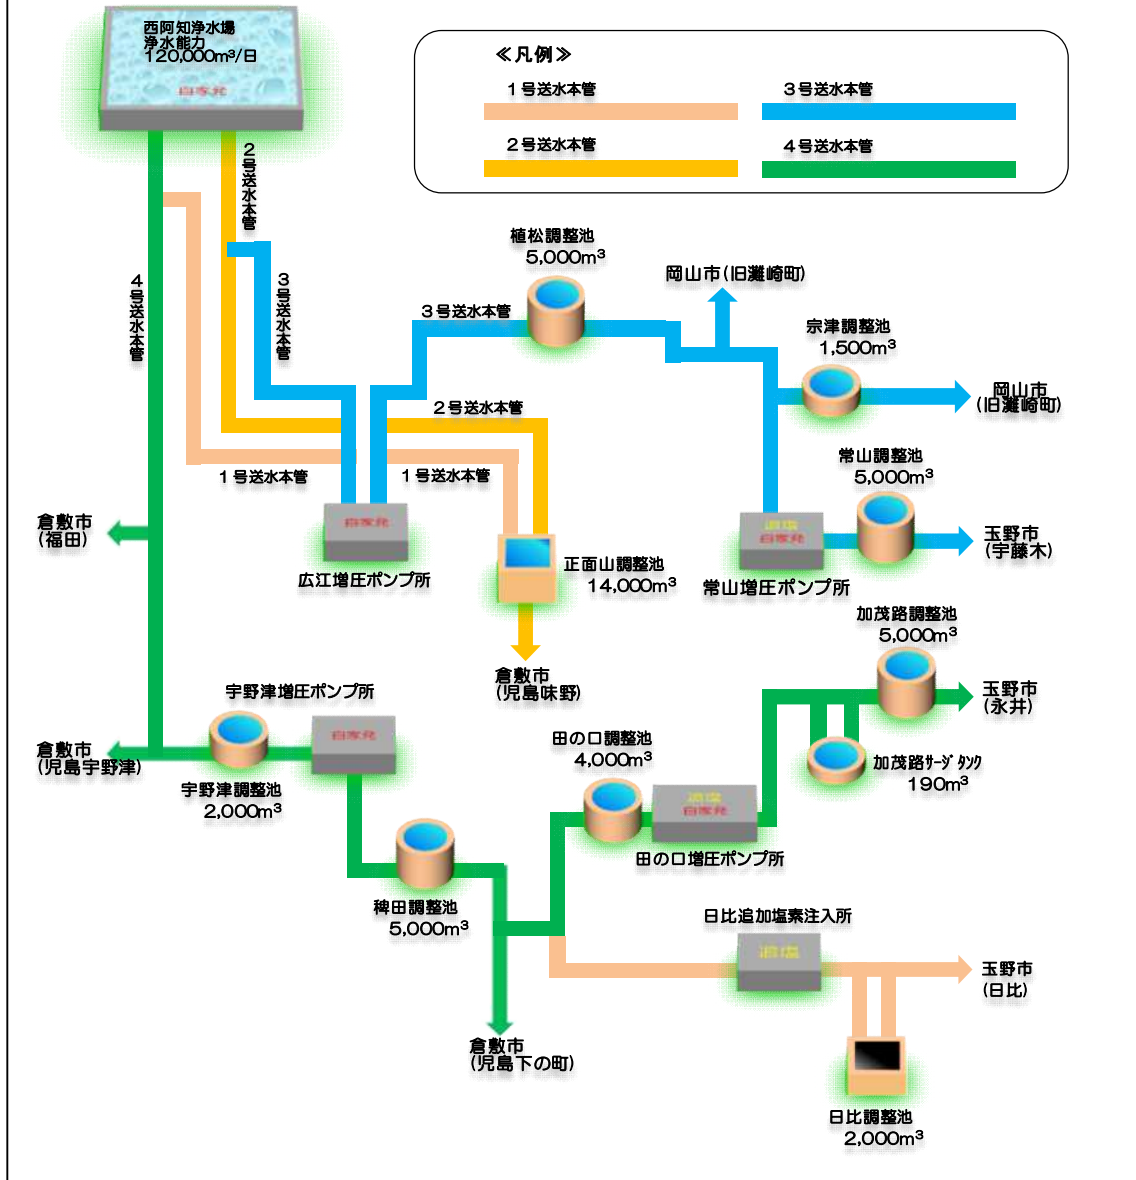 西阿知浄水場
浄水能力
120,000m³/日
自家発
≪凡例≫
1号送水本管
3号送水本管
2号送水本管
4号送水本管
2号送水本管
4号送水本管
3号送水本管
植松調整池
5,000m³
3号送水本管
岡山市(旧灘崎町)
宗津調整池
1,500m³
岡山市
(旧灘崎町)
2号送水本管
1号送水本管
1号送水本管
常山調整池
5,000m³
倉敷市
(福田)
自家発
広江増圧ポンプ所
正面山調整池
14,000m³
追塩
自家発
常山増圧ポンプ所
玉野市
(宇藤木)
倉敷市
(児島味野)
加茂路調整池
5,000m³
玉野市
(永井)
宇野津増圧ポンプ所
自家発
倉敷市
(児島宇野津)
宇野津調整池
2,000m³
田の口調整池
4,000m³
加茂路ｻｰｼﾞﾀﾝｸ
190m³
追塩
自家発
田の口増圧ポンプ所
稗田調整池
5,000m³
日比追加塩素注入所
追塩
玉野市
(日比)
倉敷市
(児島下の町)
日比調整池
2,000m³